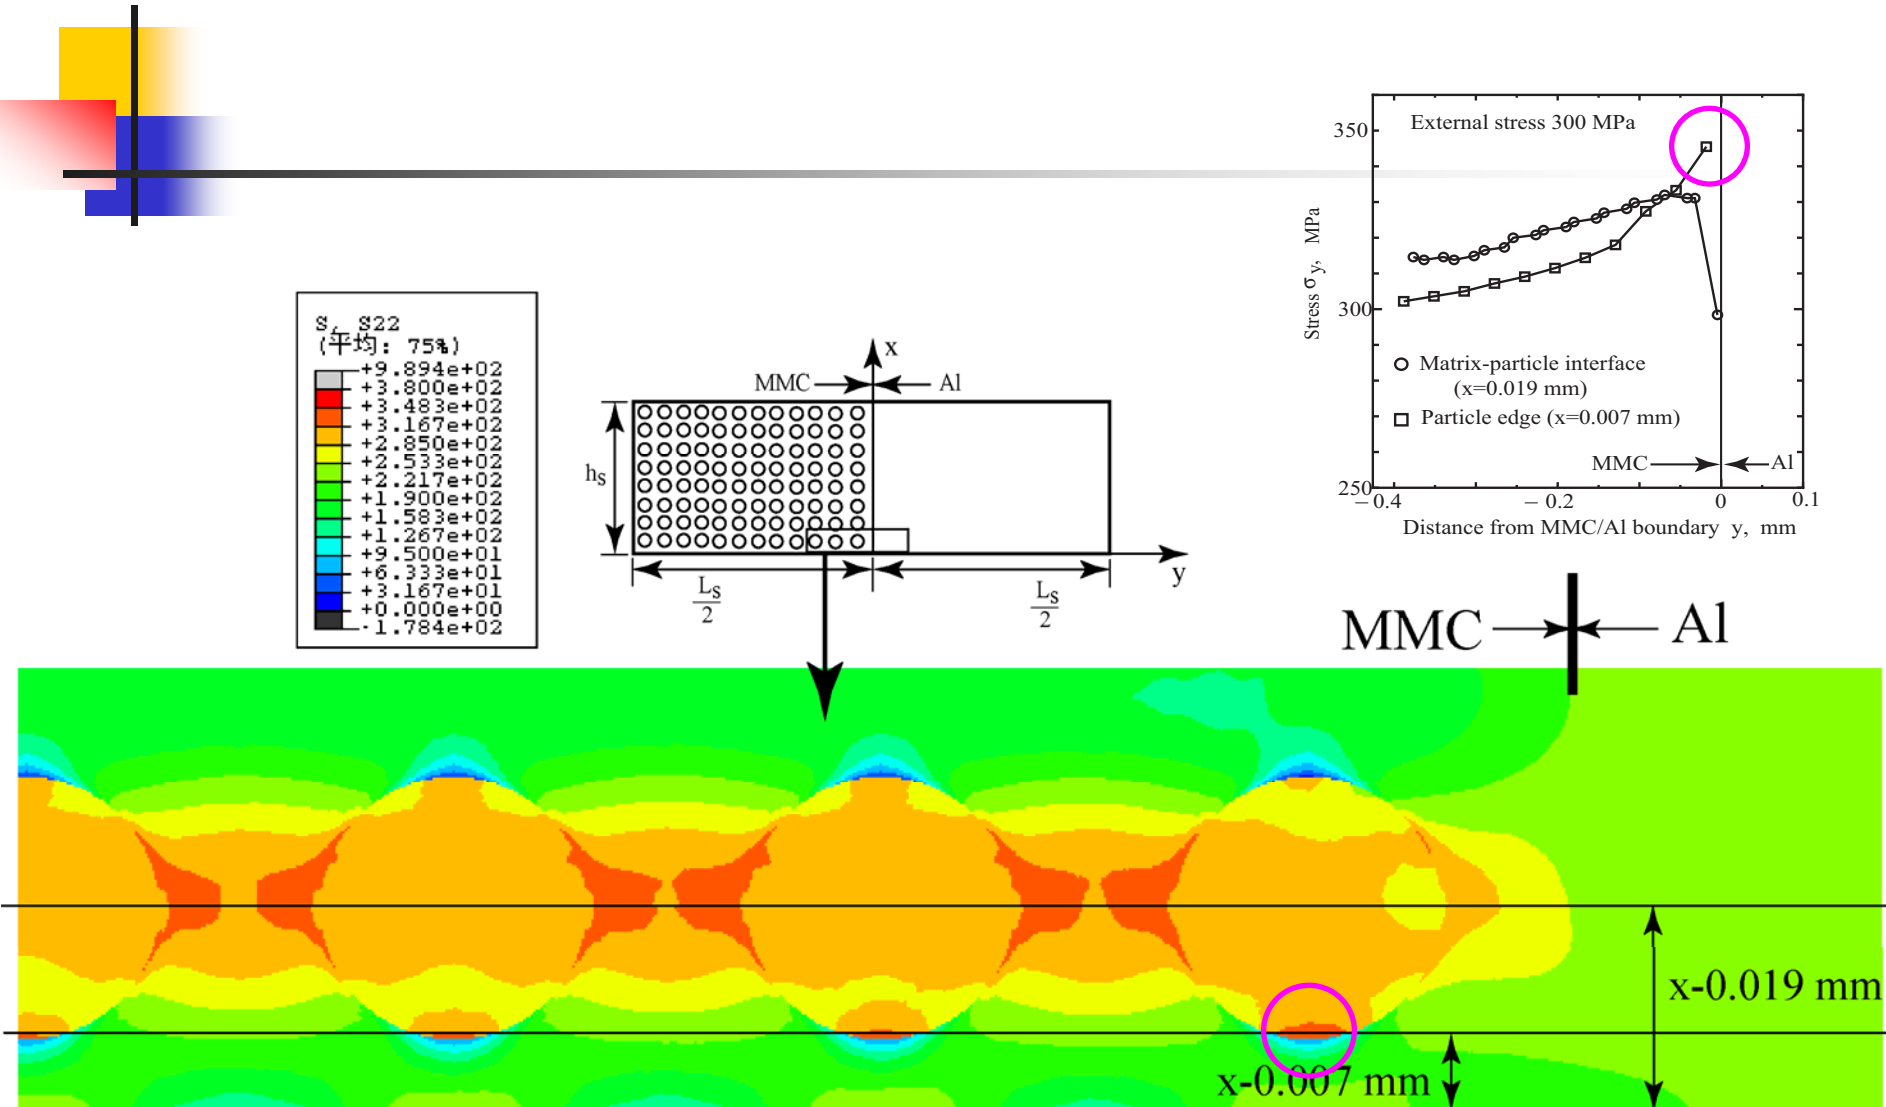 External stress 300 MPa
350
300
250
Stress σy, MPa
Matrix-particle interface
(x=0.019 mm)
Particle edge (x=0.007 mm)
MMC Al
−0.4 −0.2 0 0.1
Distance from MMC/Al boundary y, mm
S, S22
(平均: 75%)
+9.894e+02
+3.800e+02
+3.483e+02
+3.167e+02
+2.850e+02
+2.533e+02
+2.217e+02
+1.900e+02
+1.583e+02
+1.267e+02
+9.500e+01
+6.333e+01
+3.167e+01
+0.000e+00
-1.784e+02
x
MMC Al
hs
y
Ls
2
Ls
2
MMC Al
x-0.019 mm
x-0.007 mm